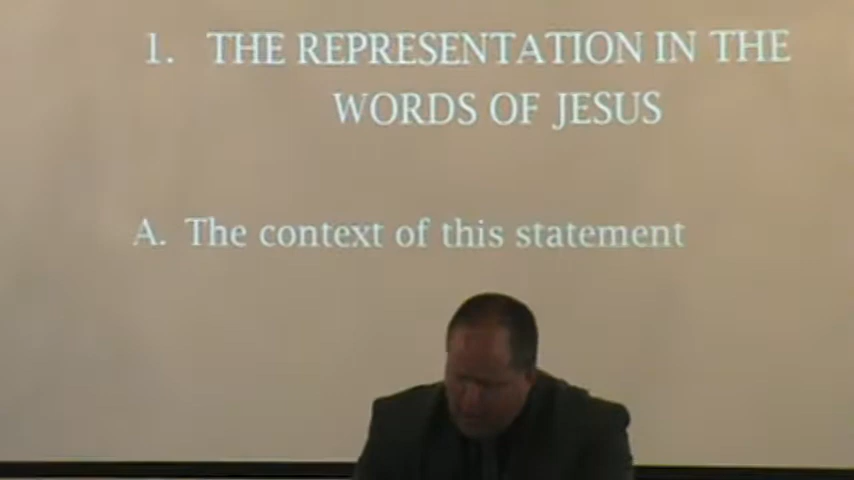 1. THE REPRESENTATION IN THE
WORDS OF JESUS
A. The context of this statement